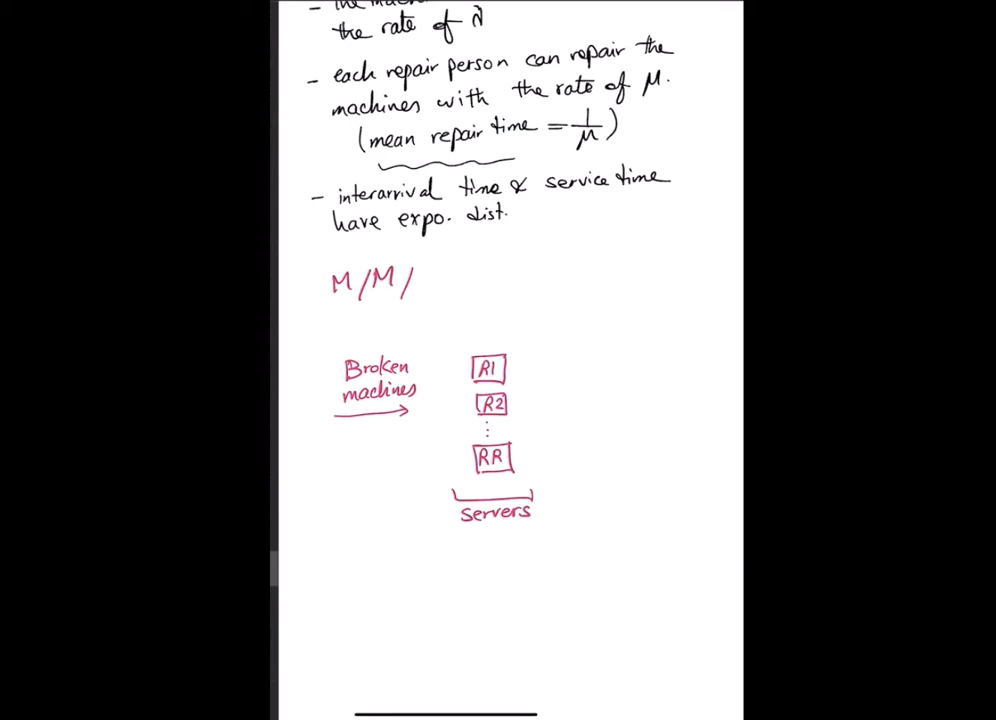 - the
the rate of λ
- each repair person can repair the
machines with the rate of μ.
(mean repair time = 1/μ)
- interarrival time & service time
have expo. dist.
M/M/
Broken
machines
R1
R2
⋮
RR
servers